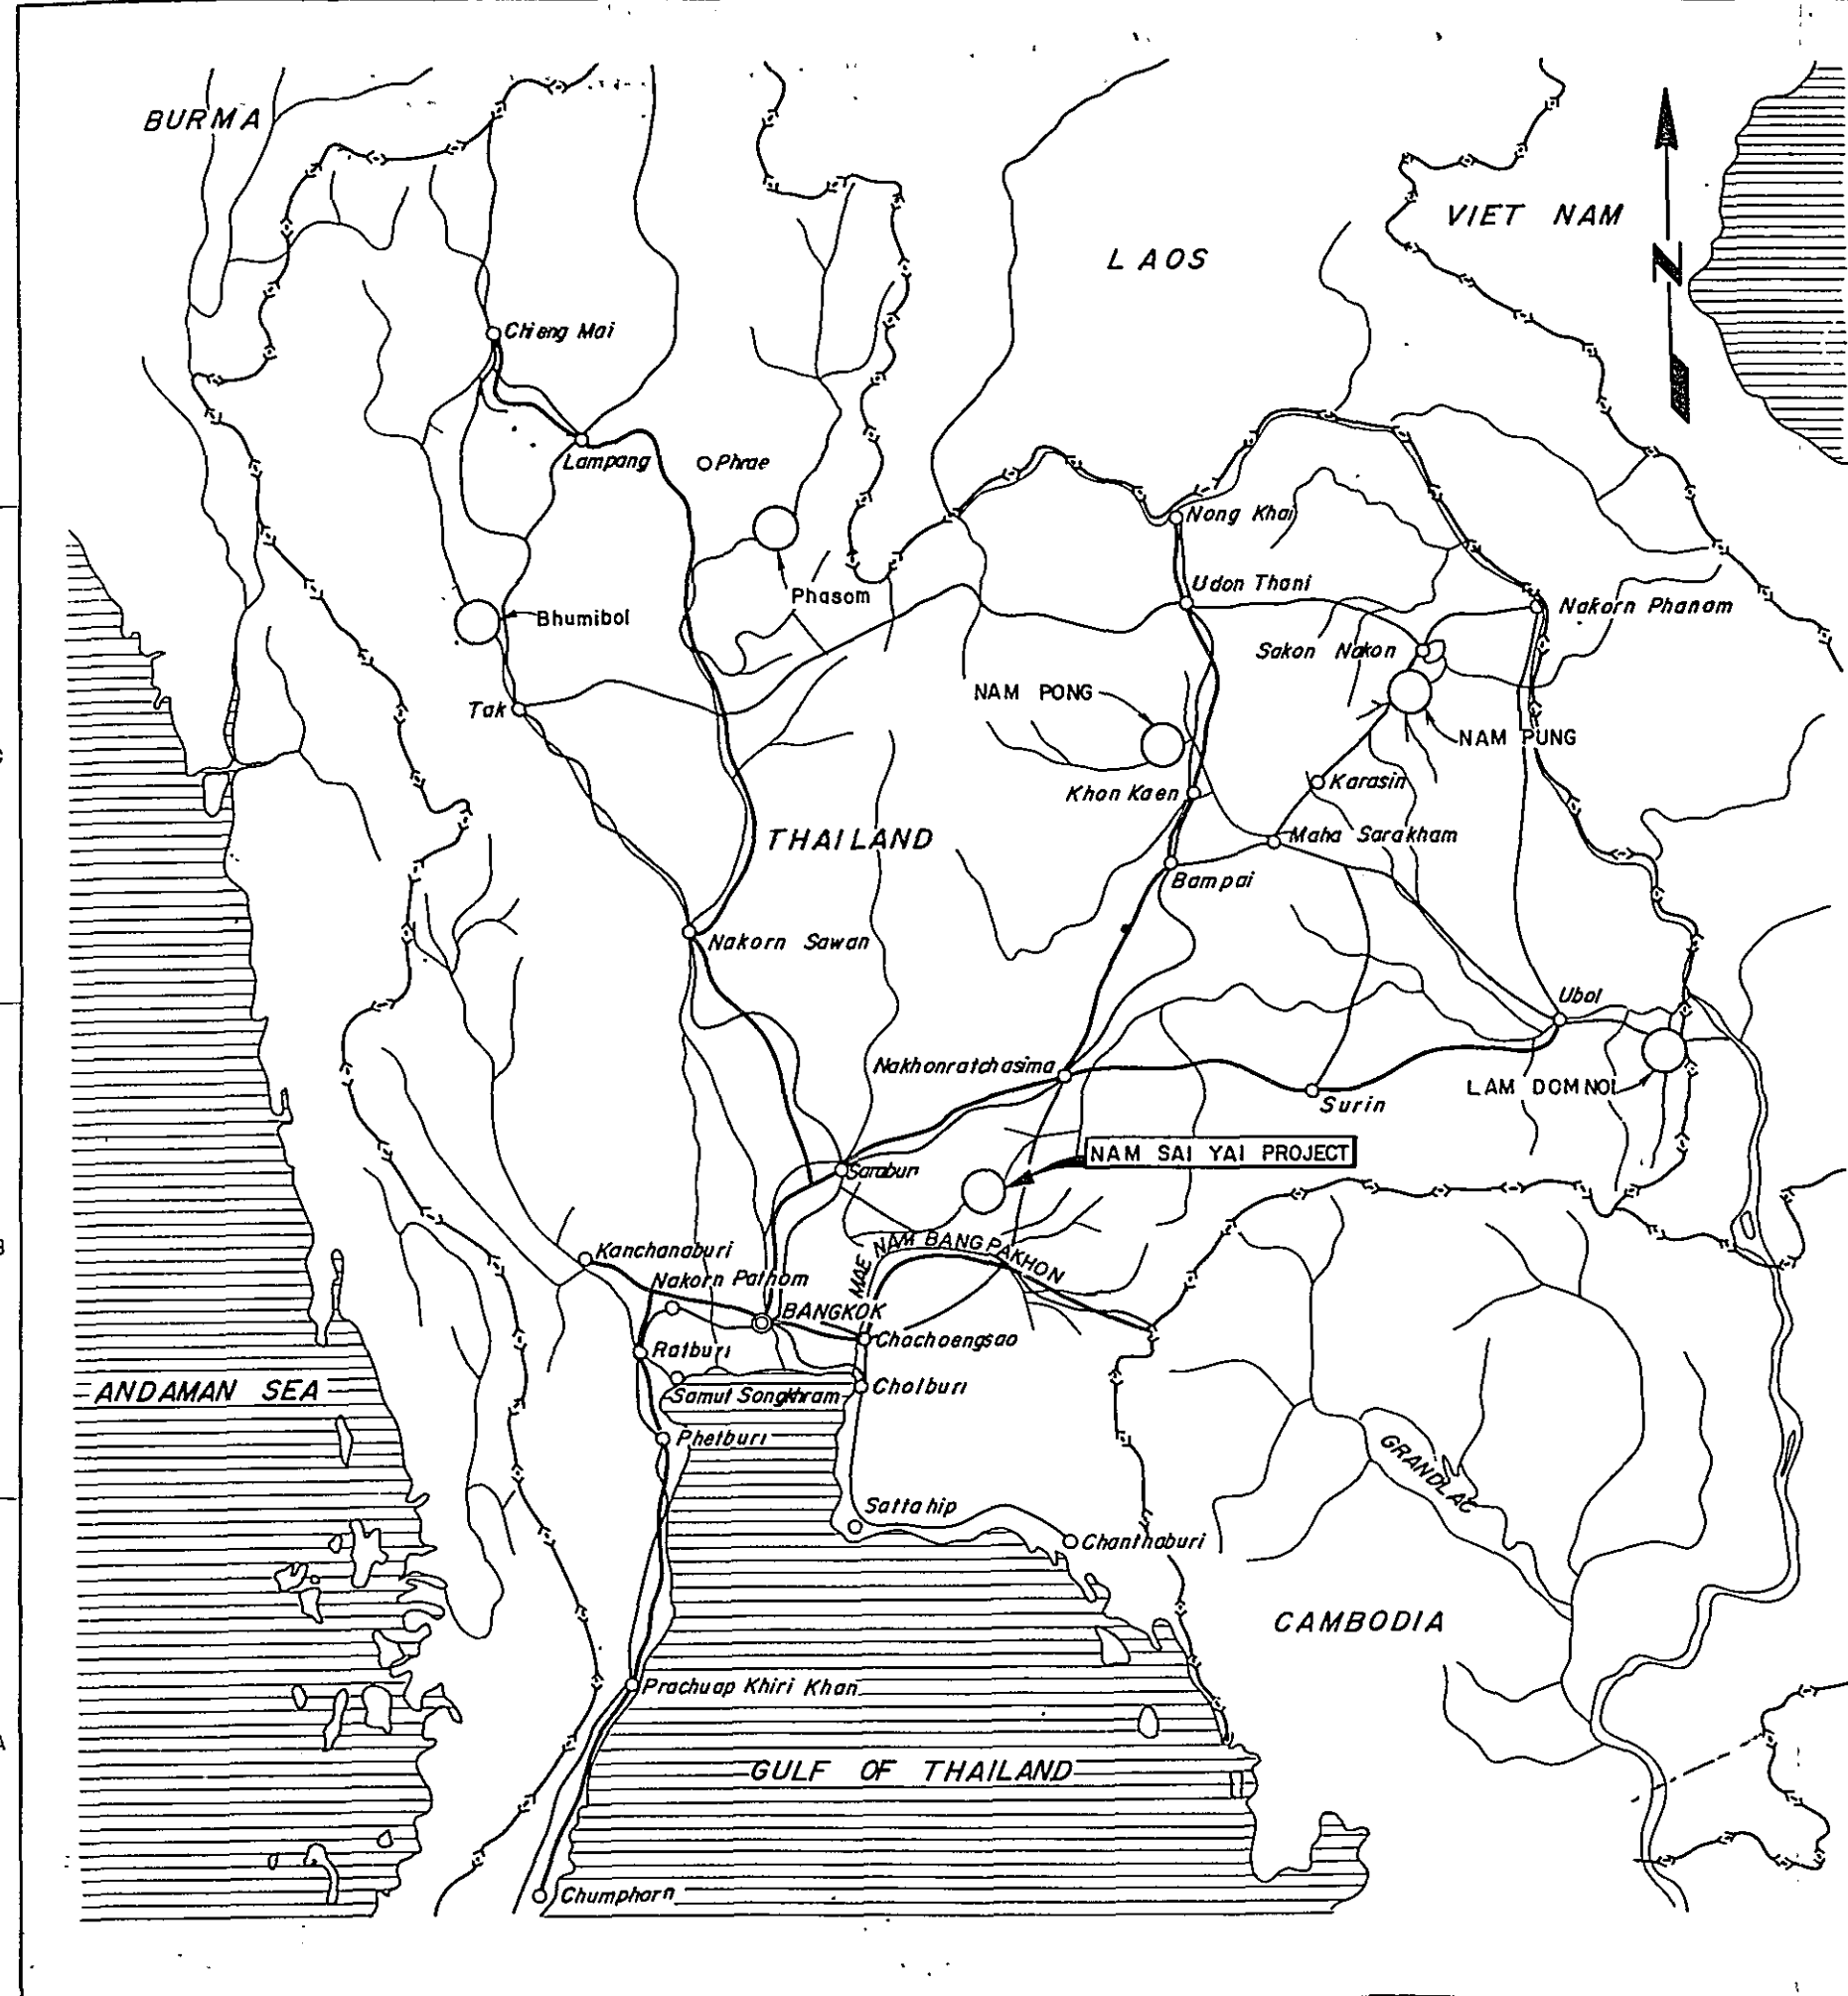 BURMA
VIET NAM
LAOS
N
Chieng Mai
Lampang
Phrae
Nong Khai
Udon Thani
Phasom
Bhumibol
Nakorn Phanom
Sakon Nakon
NAM PONG
Tak
NAM PUNG
Karasin
Khon Kaen
THAILAND
Maha Sarakham
Bampai
Nakorn Sawan
Ubol
Nakhonratchasima
LAM DOMNOI
Surin
NAM SAI YAI PROJECT
Saraburi
Kanchanaburi
MAE NAM BANG PAKHON
Nakorn Pathom
BANGKOK
Chachoengsao
Ratburi
ANDAMAN SEA
Samut Songkhram
Cholburi
Phetburi
GRANDLAC
Sattahip
Chanthaburi
CAMBODIA
Prachuap Khiri Khan
GULF OF THAILAND
Chumphorn